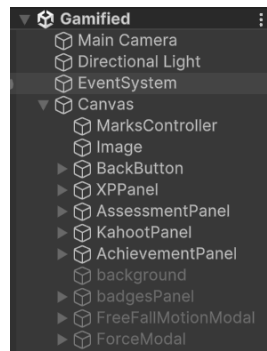 Gamified
Main Camera
Directional Light
EventSystem
Canvas
MarksController
Image
BackButton
XPPanel
AssessmentPanel
KahootPanel
AchievementPanel
background
badgesPanel
FreeFallMotionModal
ForceModal